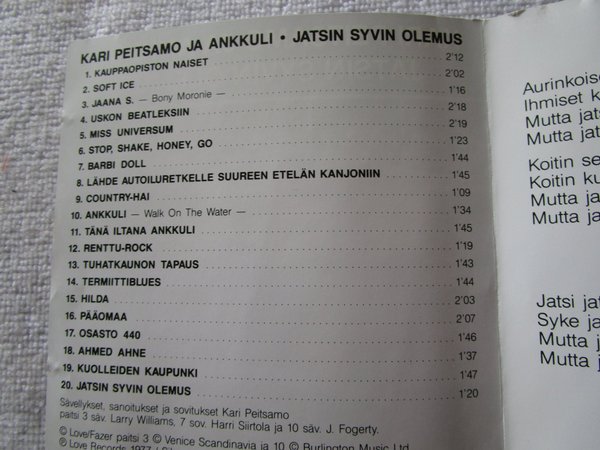 KARI PEITSAMO JA ANKKULI • JATSIN SYVIN OLEMUS
1. KAUPPAOPISTON NAISET 2'12
2. SOFT ICE 2'02
3. JAANA S. – Bony Moronie – 1'16
4. USKON BEATLEKSIIN 2'18
5. MISS UNIVERSUM 2'19
6. STOP, SHAKE, HONEY, GO 1'23
7. BARBI DOLL 1'44
8. LÄHDE AUTOILURETKELLE SUUREEN ETELÄN KANJONIIN 1'45
9. COUNTRY-HAI 1'09
10. ANKKULI – Walk On The Water – 1'34
11. TÄNÄ ILTANA ANKKULI 1'45
12. RENTTU-ROCK 1'19
13. TUHATKAUNON TAPAUS 1'43
14. TERMIITTIBLUES 1'44
15. HILDA 2'03
16. PÄÄOMAA 2'07
17. OSASTO 440 1'46
18. AHMED AHNE 1'37
19. KUOLLEIDEN KAUPUNKI 1'47
20. JATSIN SYVIN OLEMUS 1'20
Sävellykset, sanoitukset ja sovitukset Kari Peitsamo
paitsi 3 säv. Larry Williams, 7 sov. Harri Siirtola ja 10 säv. J. Fogerty.
© Love/Fazer paitsi 3 © Venice Scandinavia ja 10 © Burlington Music Ltd
℗ Love Records 1977 /
Aurinkoise
Ihmiset k
Mutta jats
Mutta jat
Koitin se
Koitin ku
Mutta ja
Mutta ja
Jatsi jat
Syke ja
Mutta j
Mutta ja